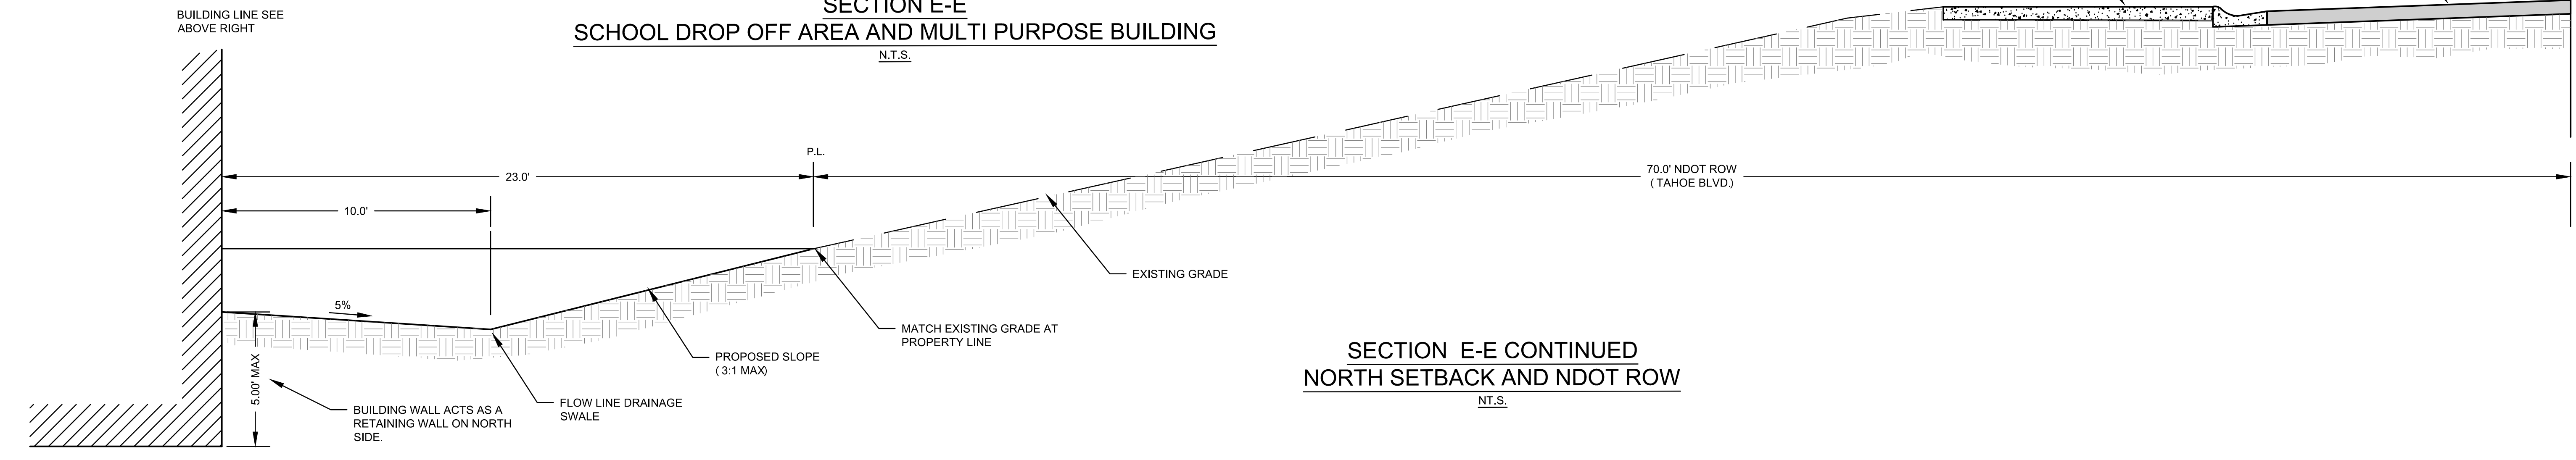 BUILDING LINE SEE
ABOVE RIGHT
SECTION E-E
SCHOOL DROP OFF AREA AND MULTI PURPOSE BUILDING
N.T.S.
P.L.
23.0'
70.0' NDOT ROW
( TAHOE BLVD.)
10.0'
EXISTING GRADE
5%
MATCH EXISTING GRADE AT
PROPERTY LINE
PROPOSED SLOPE
( 3:1 MAX)
5.00' MAX
FLOW LINE DRAINAGE
SWALE
BUILDING WALL ACTS AS A
RETAINING WALL ON NORTH
SIDE.
SECTION E-E CONTINUED
NORTH SETBACK AND NDOT ROW
NT.S.